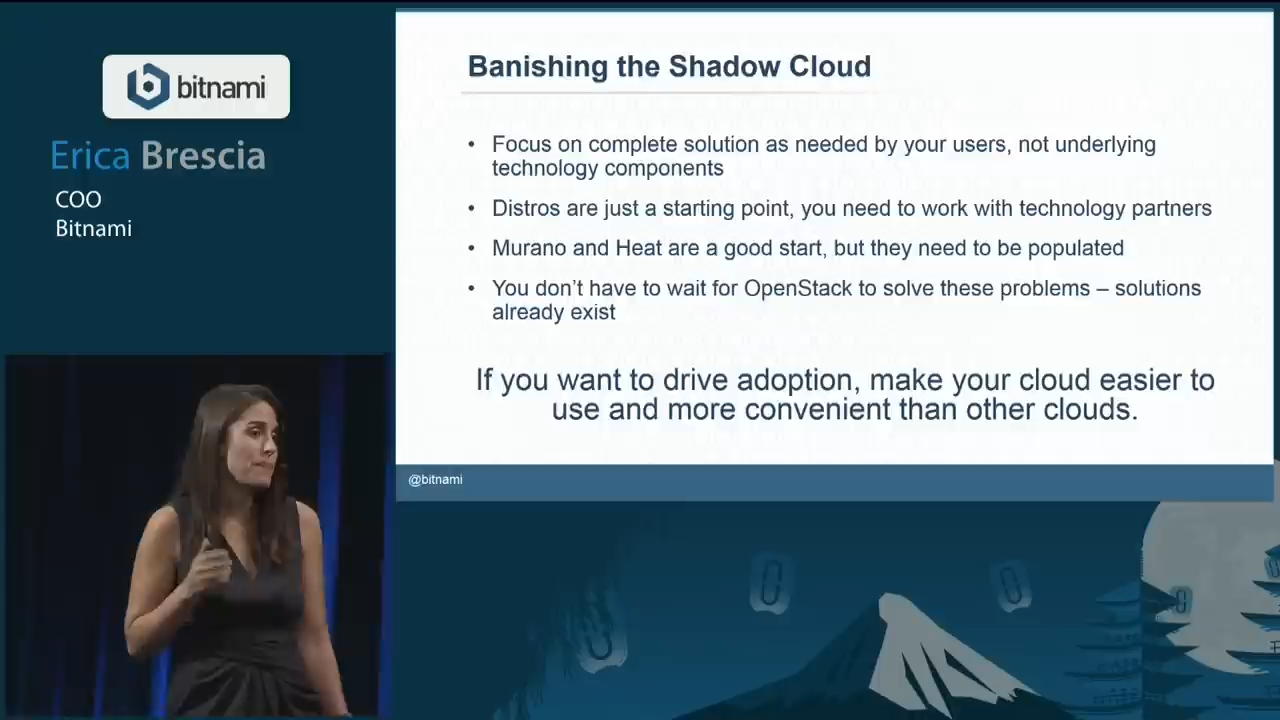 bitnami
Erica Brescia
COO
Bitnami
Banishing the Shadow Cloud
• Focus on complete solution as needed by your users, not underlying
technology components
• Distros are just a starting point, you need to work with technology partners
• Murano and Heat are a good start, but they need to be populated
• You don’t have to wait for OpenStack to solve these problems – solutions
already exist
If you want to drive adoption, make your cloud easier to
use and more convenient than other clouds.
@bitnami